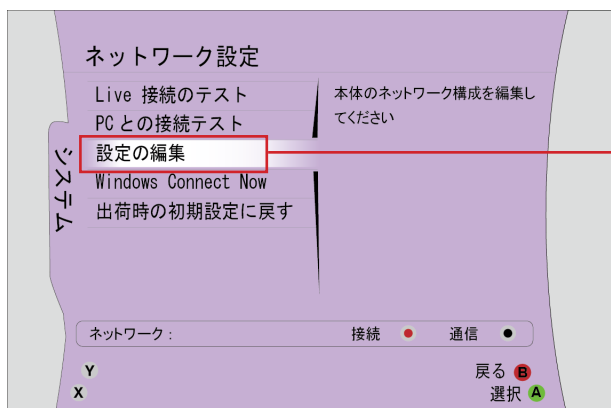 ネットワーク設定
Live 接続のテスト
PC との接続テスト
設定の編集
Windows Connect Now
出荷時の初期設定に戻す
本体のネットワーク構成を編集し
てください
システム
ネットワーク :
接続
通信
Y
X
戻る B
選択 A